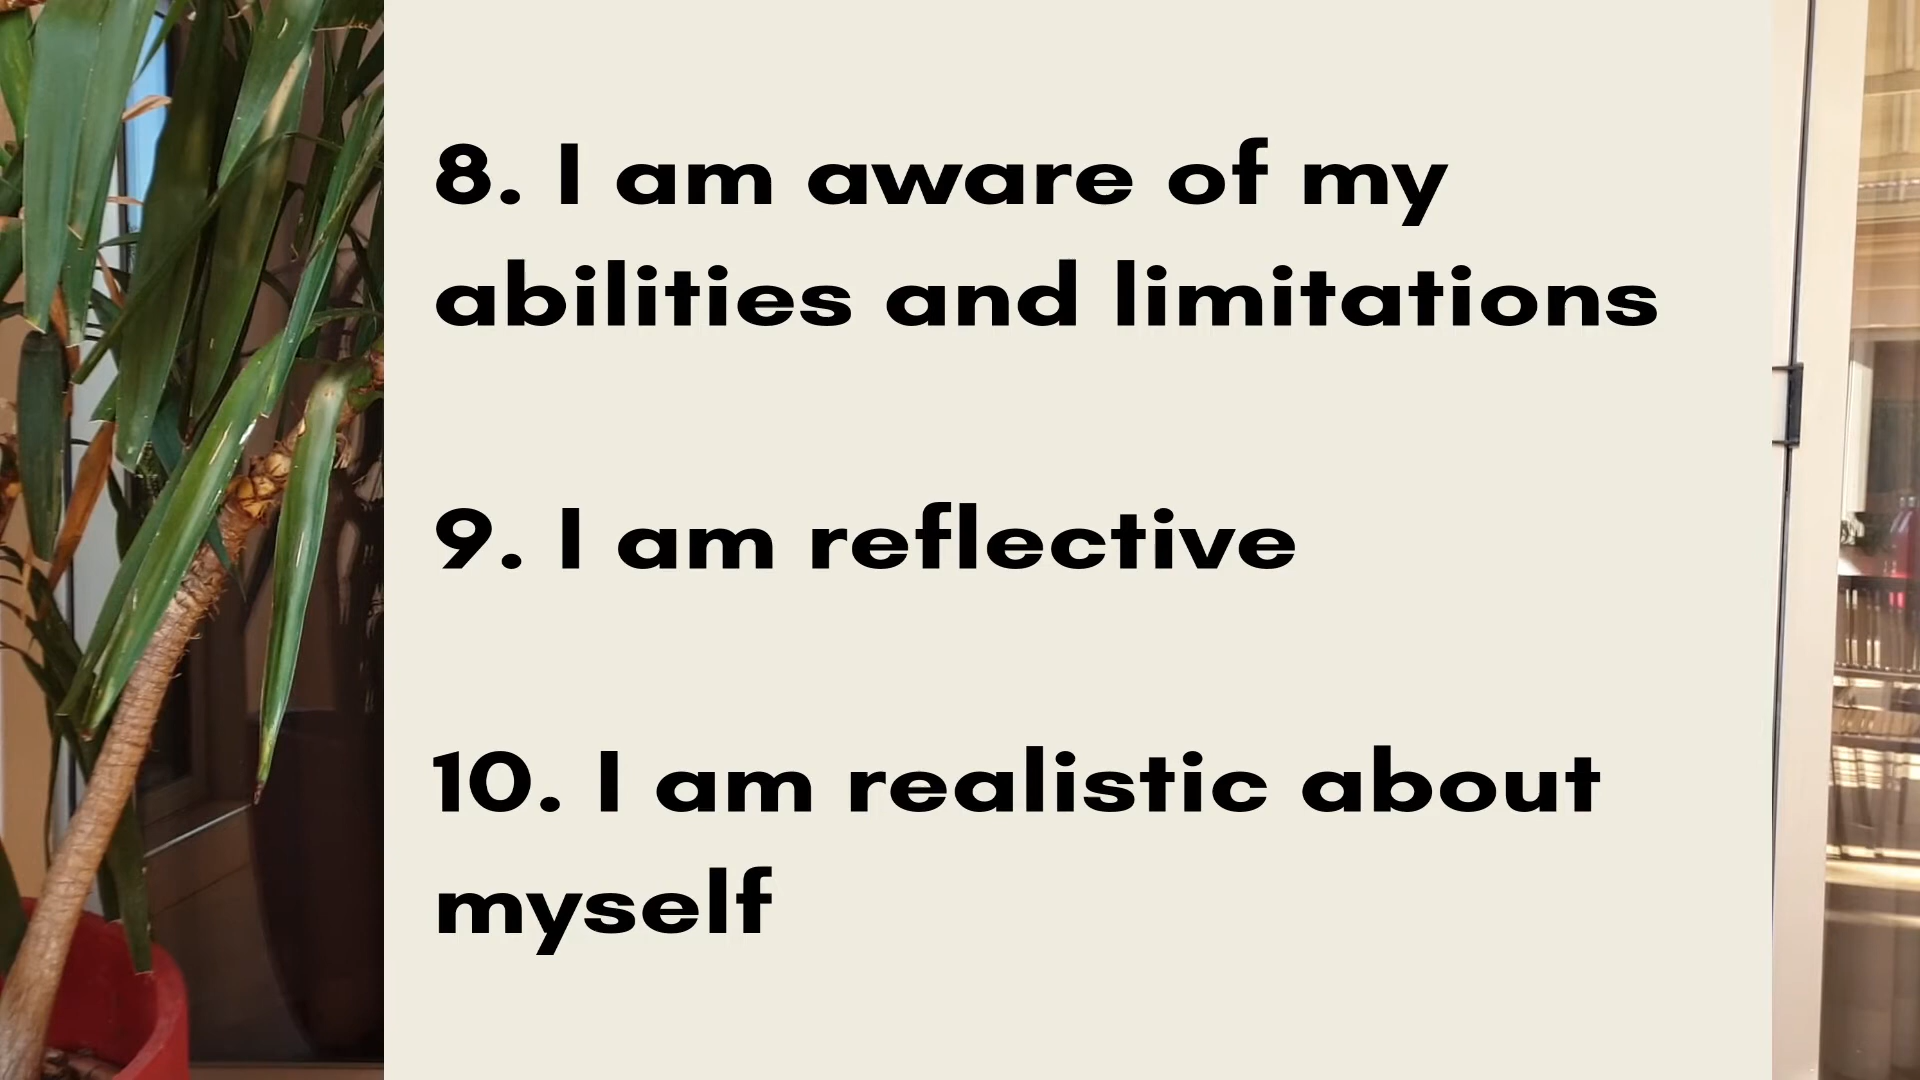 8. I am aware of my
abilities and limitations
9. I am reflective
10. I am realistic about
myself